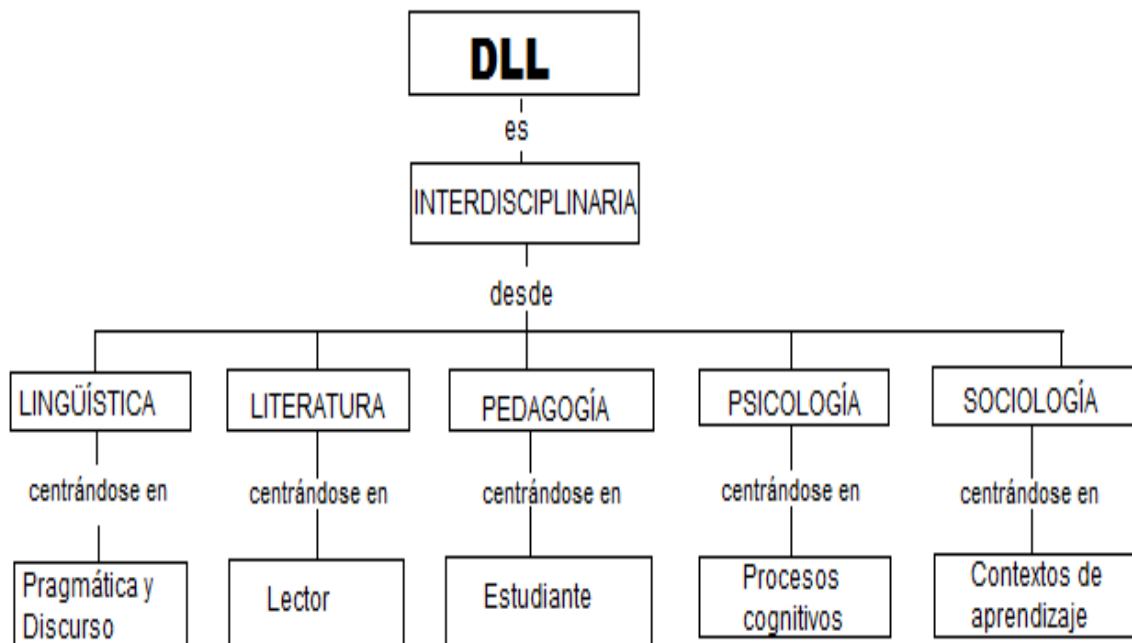 DLL
es
INTERDISCIPLINARIA
desde
LINGÜÍSTICA
LITERATURA
PEDAGOGÍA
PSICOLOGÍA
SOCIOLOGÍA
centrándose en
centrándose en
centrándose en
centrándose en
centrándose en
Pragmática y
Discurso
Lector
Estudiante
Procesos
cognitivos
Contextos de
aprendizaje